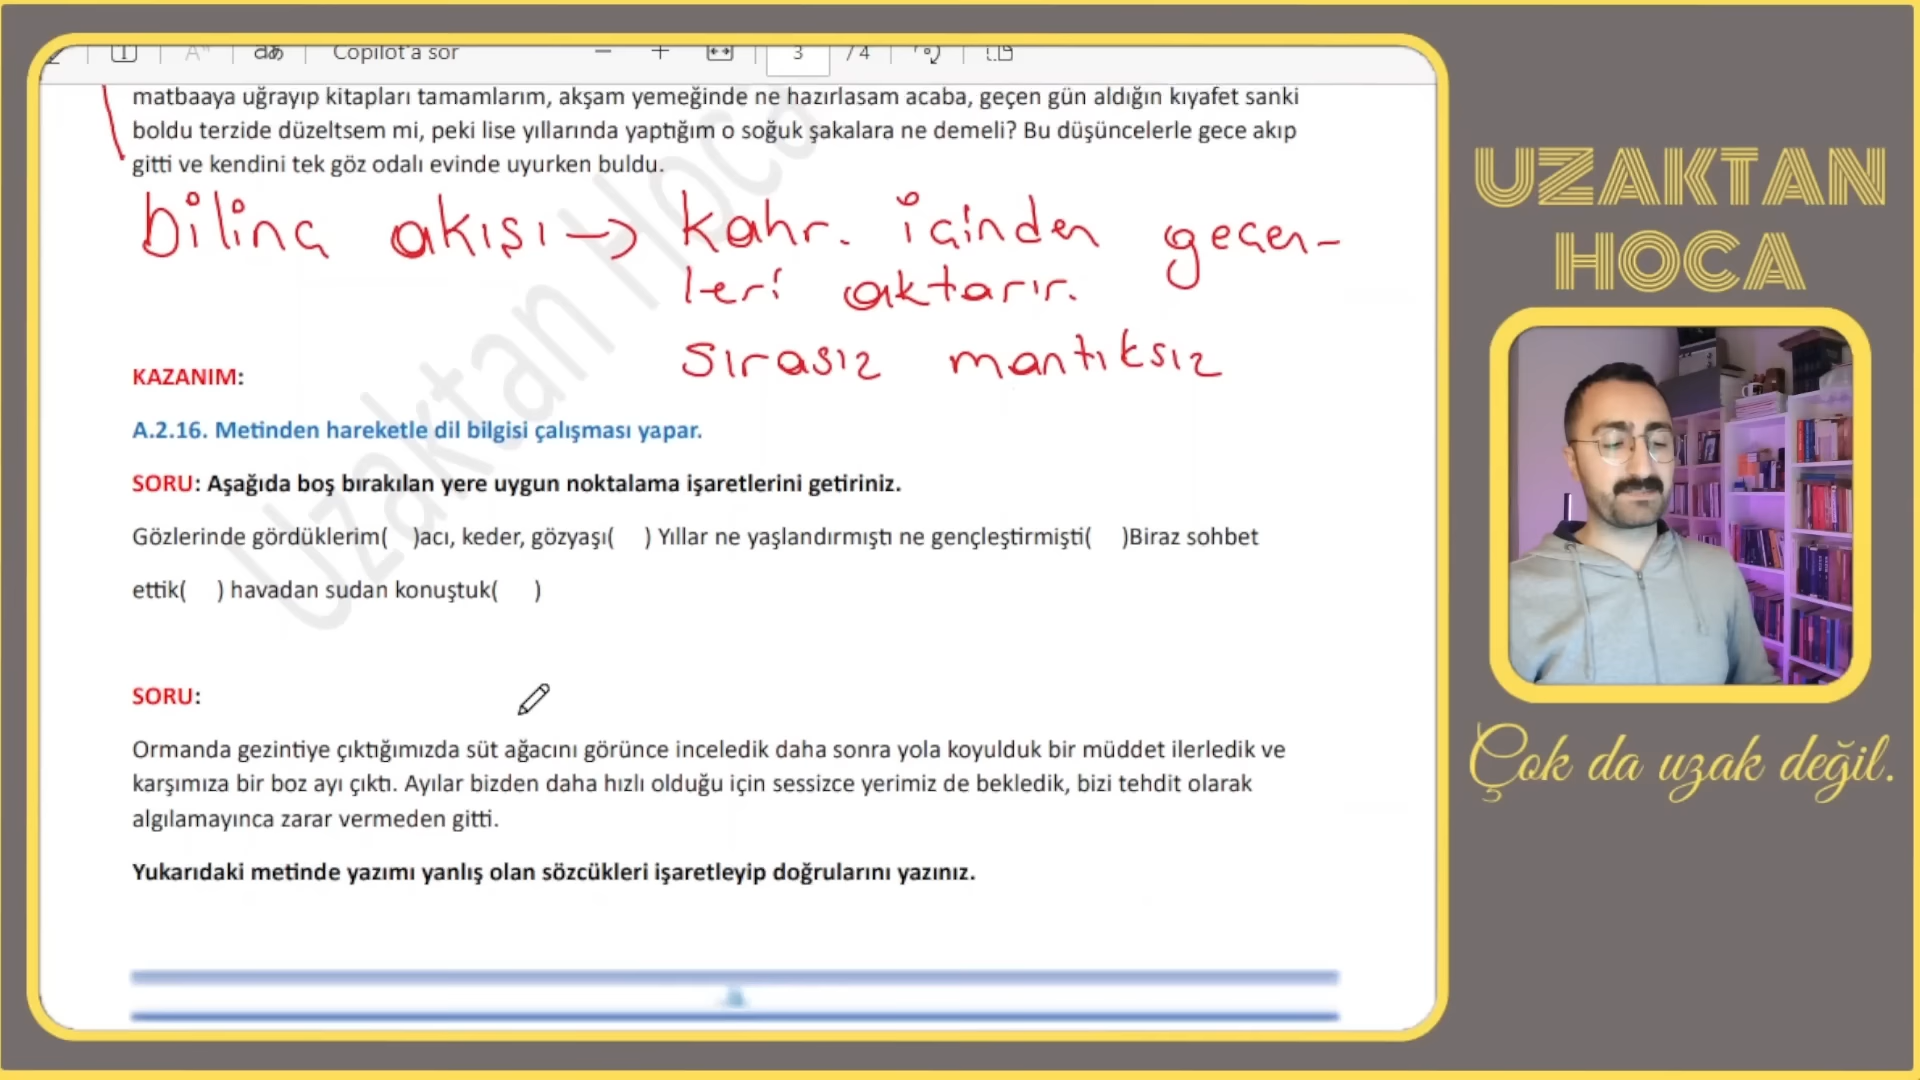 Copilot'a sor
3 / 4
matbaaya uğrayıp kitapları tamamlarım, akşam yemeğinde ne hazırlasam acaba, geçen gün aldığın kıyafet sanki
boldu terzide düzeltsem mi, peki lise yıllarında yaptığım o soğuk şakalara ne demeli? Bu düşüncelerle gece akıp
gitti ve kendini tek göz odalı evinde uyurken buldu.
bilinç akışı → kahr. içinden geçen-
leri aktarır.
sırasız mantıksız
KAZANIM:
A.2.16. Metinden hareketle dil bilgisi çalışması yapar.
SORU: Aşağıda boş bırakılan yere uygun noktalama işaretlerini getiriniz.
Gözlerinde gördüklerim( )acı, keder, gözyaşı( ) Yıllar ne yaşlandırmıştı ne gençleştirmişti( )Biraz sohbet
ettik( ) havadan sudan konuştuk( )
SORU:
Ormanda gezintiye çıktığımızda süt ağacını görünce inceledik daha sonra yola koyulduk bir müddet ilerledik ve
karşımıza bir boz ayı çıktı. Ayılar bizden daha hızlı olduğu için sessizce yerimiz de bekledik, bizi tehdit olarak
algılamayınca zarar vermeden gitti.
Yukarıdaki metinde yazımı yanlış olan sözcükleri işaretleyip doğrularını yazınız.
Uzaktan Hoca
UZAKTAN
HOCA
Çok da uzak değil.